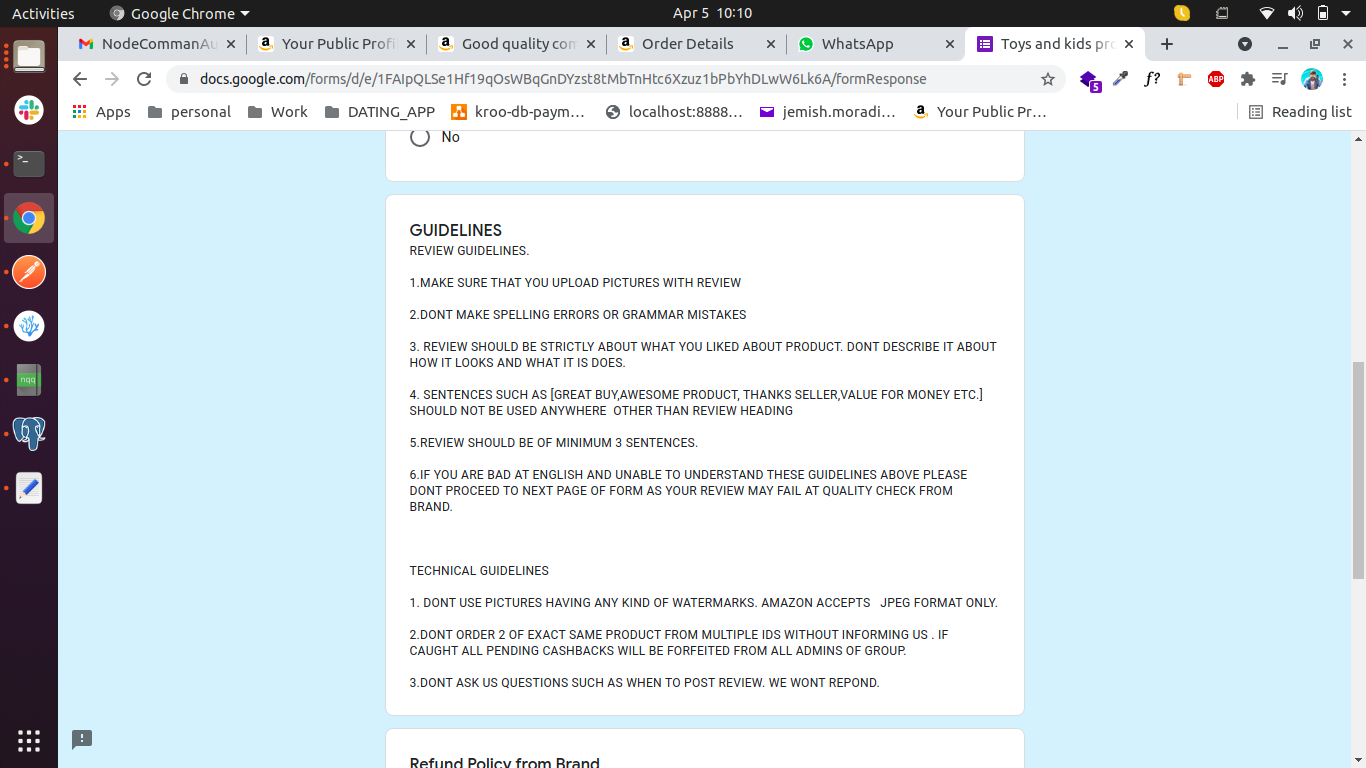 Activities
Google Chrome
Apr 5 10:10
NodeCommanAu
Your Public Profi
Good quality com
Order Details
WhatsApp
Toys and kids pro
docs.google.com/forms/d/e/1FAIpQLSe1Hf19qOsWBqGnDYzst8tMbTnHtc6Xzuz1bPbYhDLwW6Lk6A/formResponse
5
f?
ABP
Apps
personal
Work
DATING_APP
kroo-db-paym...
localhost:8888...
jemish.moradi...
Your Public Pr...
Reading list
No
GUIDELINES
REVIEW GUIDELINES.
1.MAKE SURE THAT YOU UPLOAD PICTURES WITH REVIEW
2.DONT MAKE SPELLING ERRORS OR GRAMMAR MISTAKES
3. REVIEW SHOULD BE STRICTLY ABOUT WHAT YOU LIKED ABOUT PRODUCT. DONT DESCRIBE IT ABOUT
HOW IT LOOKS AND WHAT IT IS DOES.
4. SENTENCES SUCH AS [GREAT BUY,AWESOME PRODUCT, THANKS SELLER,VALUE FOR MONEY ETC.]
SHOULD NOT BE USED ANYWHERE  OTHER THAN REVIEW HEADING
5.REVIEW SHOULD BE OF MINIMUM 3 SENTENCES.
6.IF YOU ARE BAD AT ENGLISH AND UNABLE TO UNDERSTAND THESE GUIDELINES ABOVE PLEASE
DONT PROCEED TO NEXT PAGE OF FORM AS YOUR REVIEW MAY FAIL AT QUALITY CHECK FROM
BRAND.
TECHNICAL GUIDELINES
1. DONT USE PICTURES HAVING ANY KIND OF WATERMARKS. AMAZON ACCEPTS   JPEG FORMAT ONLY.
2.DONT ORDER 2 OF EXACT SAME PRODUCT FROM MULTIPLE IDS WITHOUT INFORMING US . IF
CAUGHT ALL PENDING CASHBACKS WILL BE FORFEITED FROM ALL ADMINS OF GROUP.
3.DONT ASK US QUESTIONS SUCH AS WHEN TO POST REVIEW. WE WONT REPOND.
Refund Policy from Brand
nqq